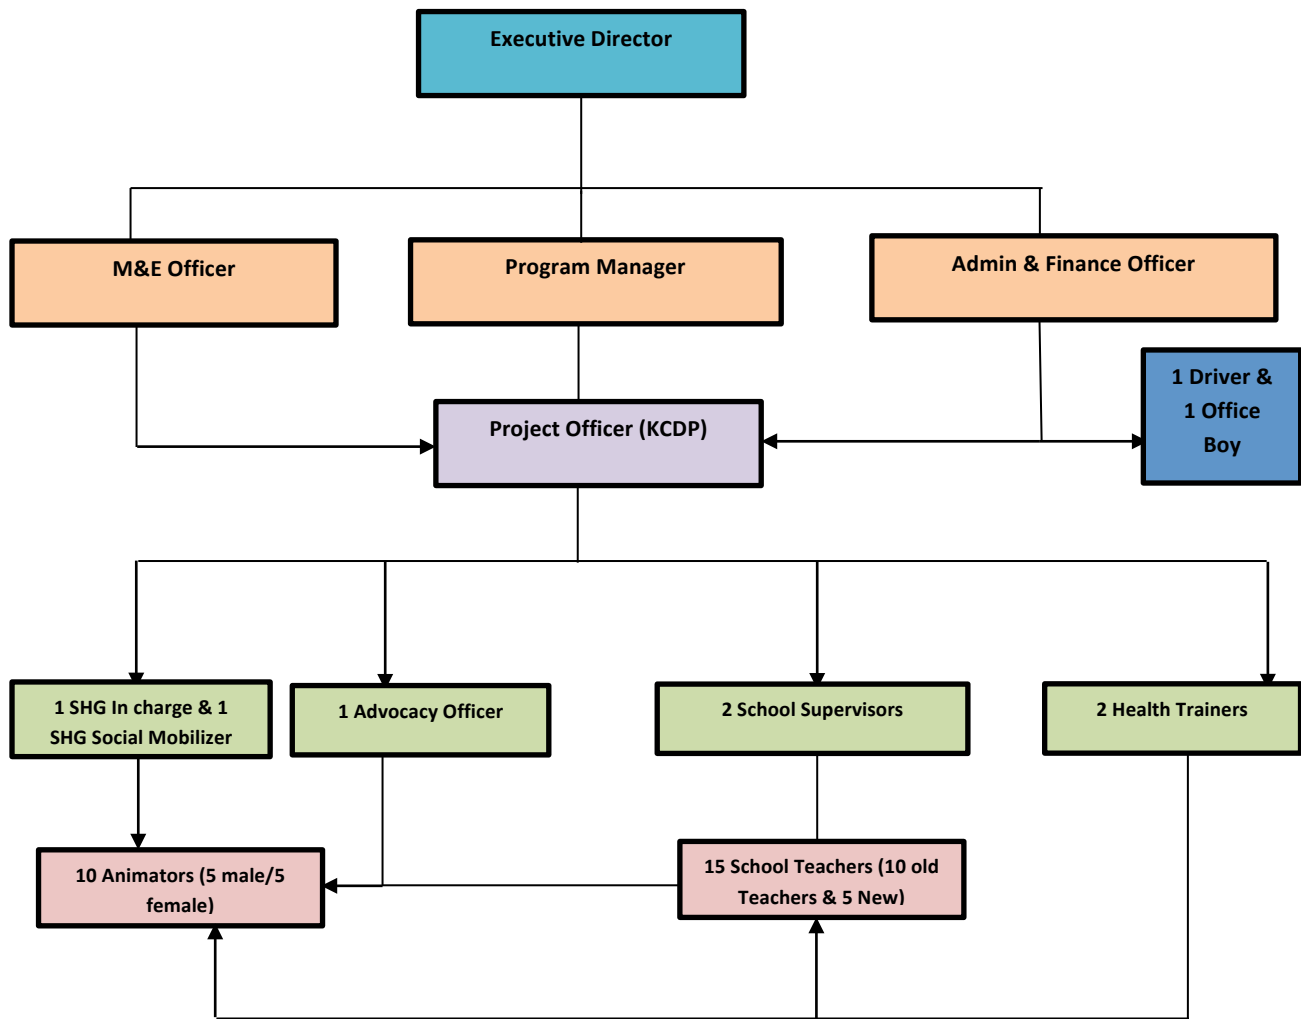 Executive Director
M&E Officer
Program Manager
Admin & Finance Officer
1 Driver &
1 Office
Boy
Project Officer (KCDP)
1 SHG In charge & 1
SHG Social Mobilizer
1 Advocacy Officer
2 School Supervisors
2 Health Trainers
10 Animators (5 male/5
female)
15 School Teachers (10 old
Teachers & 5 New)